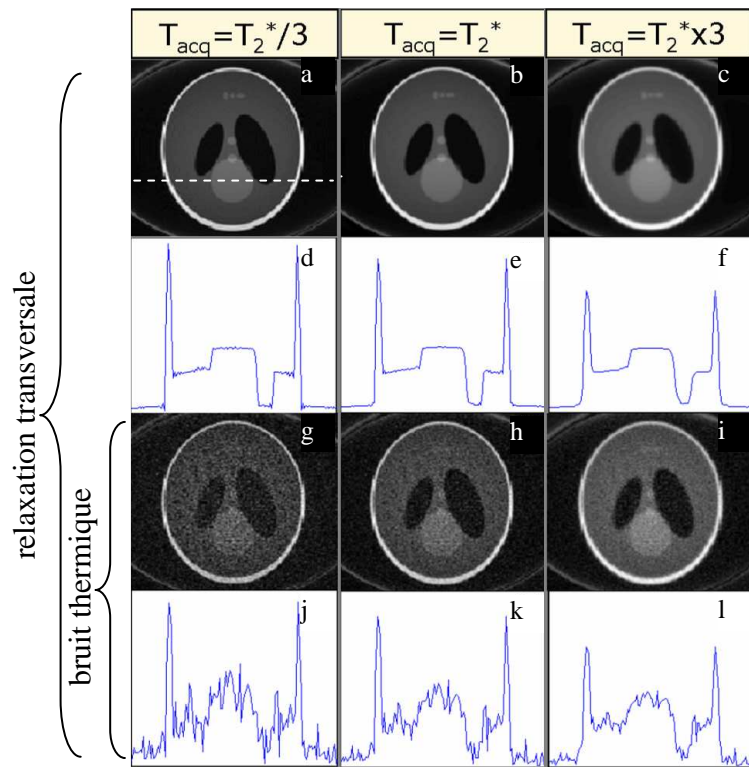 Tacq=T2*/3
Tacq=T2*
Tacq=T2*x3
a
b
c
d
e
f
relaxation transversale
g
h
i
bruit thermique
j
k
l